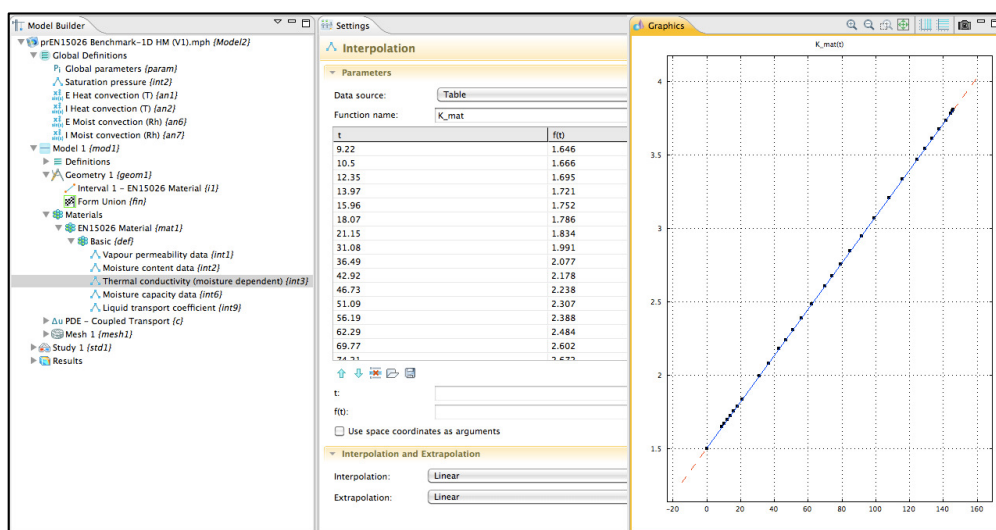 Model Builder
prEN15026 Benchmark-1D HM (V1).mph {Model2}
Global Definitions
Pi Global parameters {param}
Saturation pressure {int2}
E Heat convection (T) {an1}
I Heat convection (T) {an2}
E Moist convection (Rh) {an6}
I Moist convection (Rh) {an7}
Model 1 {mod1}
Definitions
Geometry 1 {geom1}
Interval 1 - EN15026 Material {i1}
Form Union {fin}
Materials
EN15026 Material {mat1}
Basic {def}
Vapour permeability data {int1}
Moisture content data {int2}
Thermal conductivity (moisture dependent) {int3}
Moisture capacity data {int6}
Liquid transport coefficient {int9}
Δu PDE - Coupled Transport {c}
Mesh 1 {mesh1}
Study 1 {std1}
Results
Settings
Interpolation
Parameters
Data source: Table
Function name: K_mat
t f(t)
9.22 1.646
10.5 1.666
12.35 1.695
13.97 1.721
15.96 1.752
18.07 1.786
21.15 1.834
31.08 1.991
36.49 2.077
42.92 2.178
46.73 2.238
51.09 2.307
56.19 2.388
62.29 2.484
69.77 2.602
74.21 2.672
t:
f(t):
Use space coordinates as arguments
Interpolation and Extrapolation
Interpolation: Linear
Extrapolation: Linear
Graphics
K_mat(t)
4
3.5
3
2.5
2
1.5
-20 0 20 40 60 80 100 120 140 160